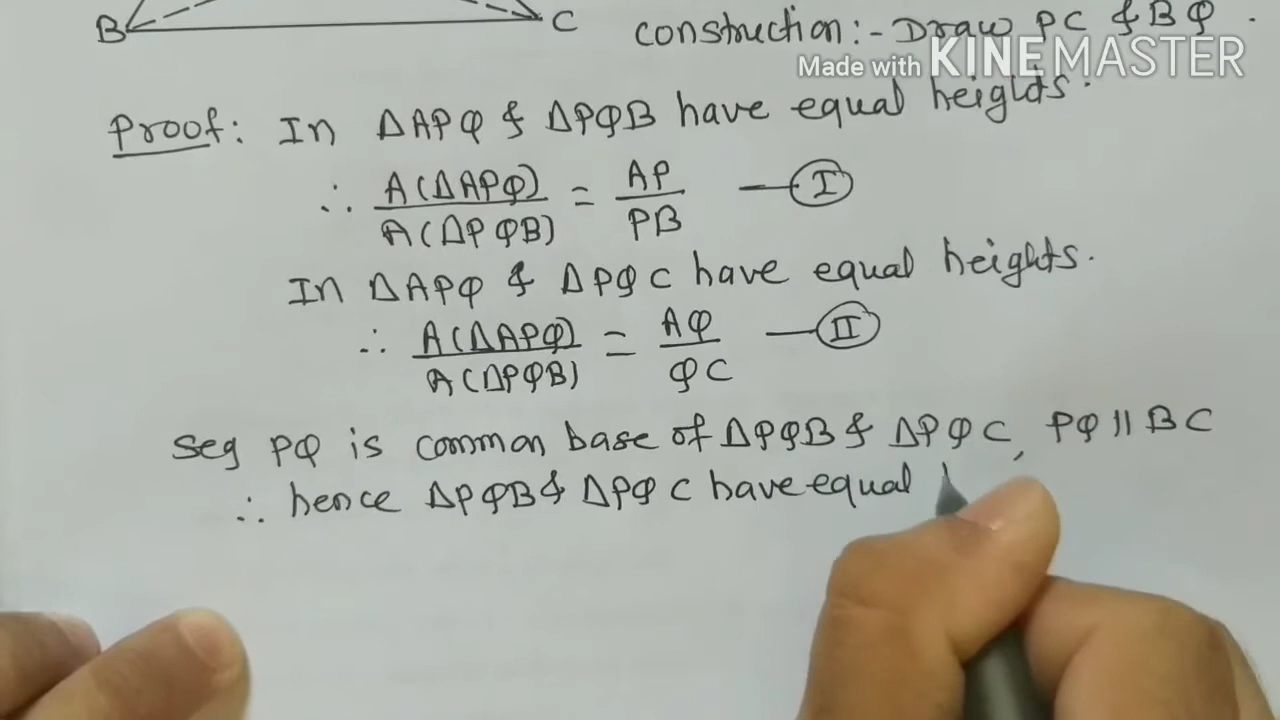 B C construction:- Draw PC & BQ.
Made with KINEMASTER
Proof: In ΔAPQ & ΔPQB have equal heights.
∴ A(ΔAPQ) / A(ΔPQB) = AP / PB — I
In ΔAPQ & ΔPQC have equal heights.
∴ A(ΔAPQ) / A(ΔPQB) = AQ / QC — II
Seg PQ is common base of ΔPQB & ΔPQC, PQ || BC
∴ hence ΔPQB & ΔPQC have equal